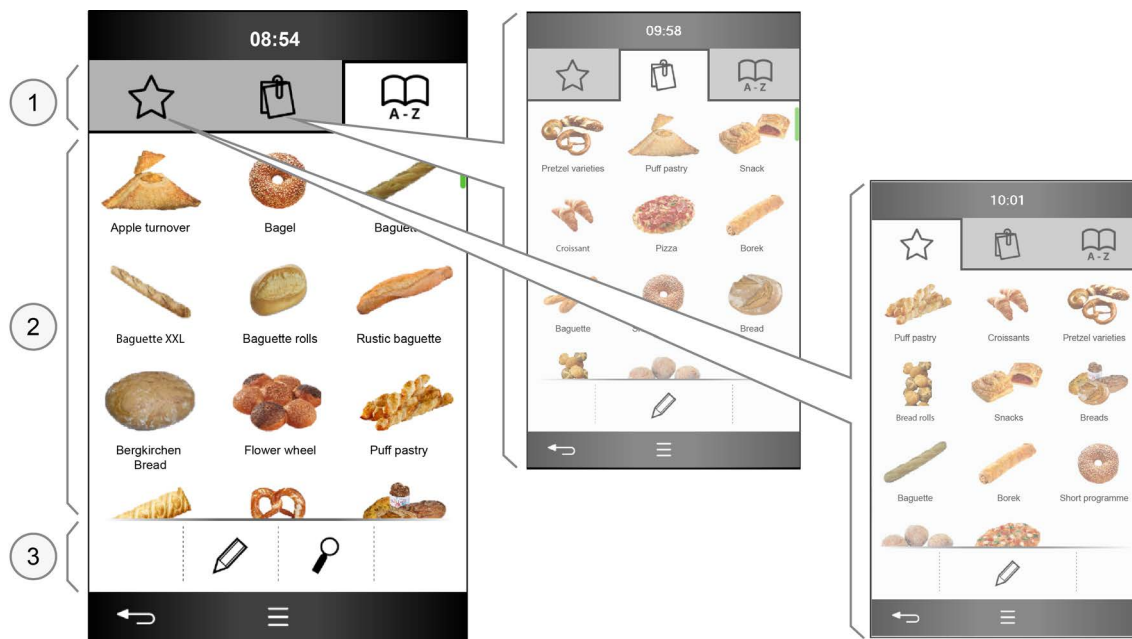 1
2
3
08:54
A - Z
Apple turnover
Bagel
Baguette XXL
Baguette rolls
Rustic baguette
Bergkirchen
Bread
Flower wheel
Puff pastry
09:58
A - Z
Pretzel varieties
Puff pastry
Snack
Croissant
Pizza
Borek
Baguette
Bread
10:01
A - Z
Puff pastry
Croissants
Pretzel varieties
Bread rolls
Snacks
Breads
Baguette
Borek
Short programme